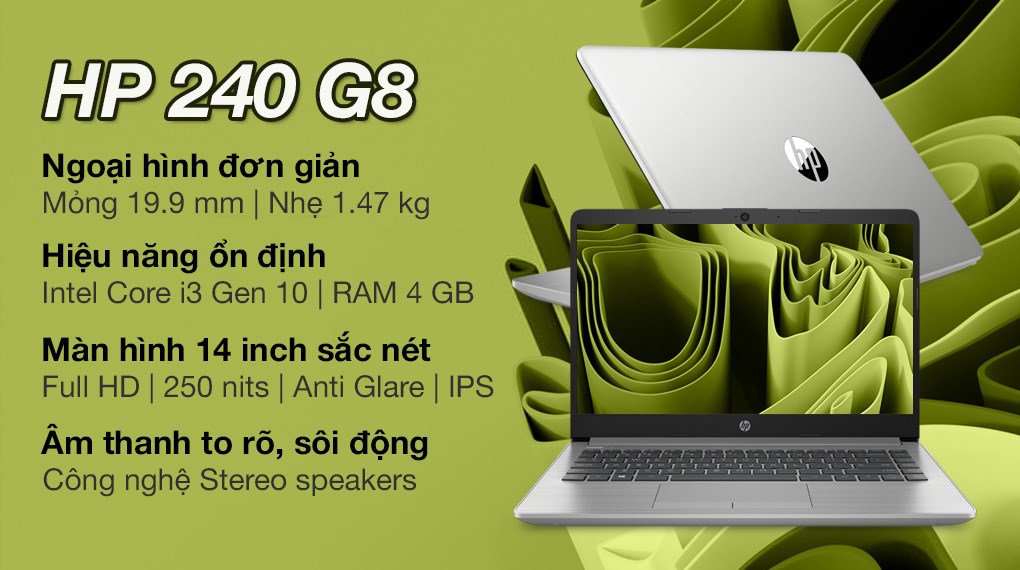 HP 240 G8
Ngoại hình đơn giản
Mỏng 19.9 mm | Nhẹ 1.47 kg
Hiệu năng ổn định
Intel Core i3 Gen 10 | RAM 4 GB
Màn hình 14 inch sắc nét
Full HD | 250 nits | Anti Glare | IPS
Âm thanh to rõ, sôi động
Công nghệ Stereo speakers
hp
hp